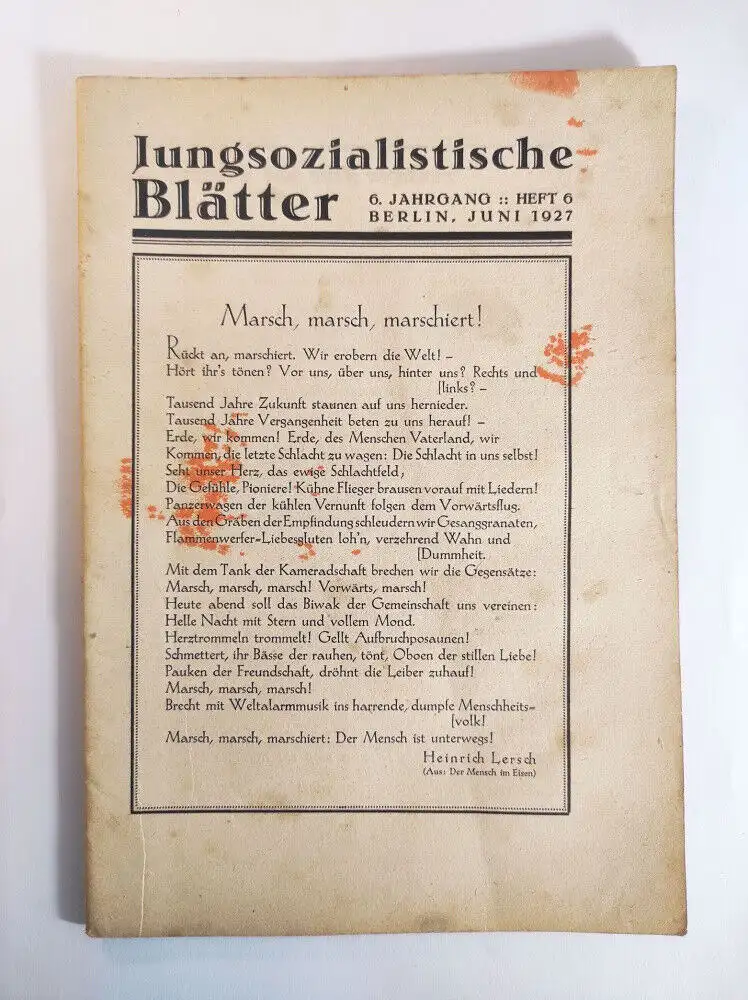 Jungsozialistische
Blätter 6. JAHRGANG :: HEFT 6
BERLIN, JUNI 1927
Marsch, marsch, marschiert!
Rückt an, marschiert. Wir erobern die Welt! –
Hört ihr's tönen? Vor uns, über uns, hinter uns? Rechts und
[links? –
Tausend Jahre Zukunft staunen auf uns hernieder.
Tausend Jahre Vergangenheit beten zu uns herauf! –
Erde, wir kommen! Erde, des Menschen Vaterland, wir
Kommen, die letzte Schlacht zu wagen: Die Schlacht in uns selbst!
Seht unser Herz, das ewige Schlachtfeld,
Die Gefühle, Pioniere! Kühne Flieger brausen vorauf mit Liedern!
Panzerwagen der kühlen Vernunft folgen dem Vorwärtsflug.
Aus den Gräben der Empfindung schleudern wir Gesanggranaten,
Flammenwerfer=Liebesgluten loh'n, verzehrend Wahn und
[Dummheit.
Mit dem Tank der Kameradschaft brechen wir die Gegensätze:
Marsch, marsch, marsch! Vorwärts, marsch!
Heute abend soll das Biwak der Gemeinschaft uns vereinen:
Helle Nacht mit Stern und vollem Mond.
Herztrommeln trommelt! Gellt Aufbruchposaunen!
Schmettert, ihr Bässe der rauhen, tönt, Oboen der stillen Liebe!
Pauken der Freundschaft, dröhnt die Leiber zuhauf!
Marsch, marsch, marsch!
Brecht mit Weltalarmmusik ins harrende, dumpfe Menschheits=
[volk!
Marsch, marsch, marschiert: Der Mensch ist unterwegs!
Heinrich Lersch
(Aus: Der Mensch im Eisen)